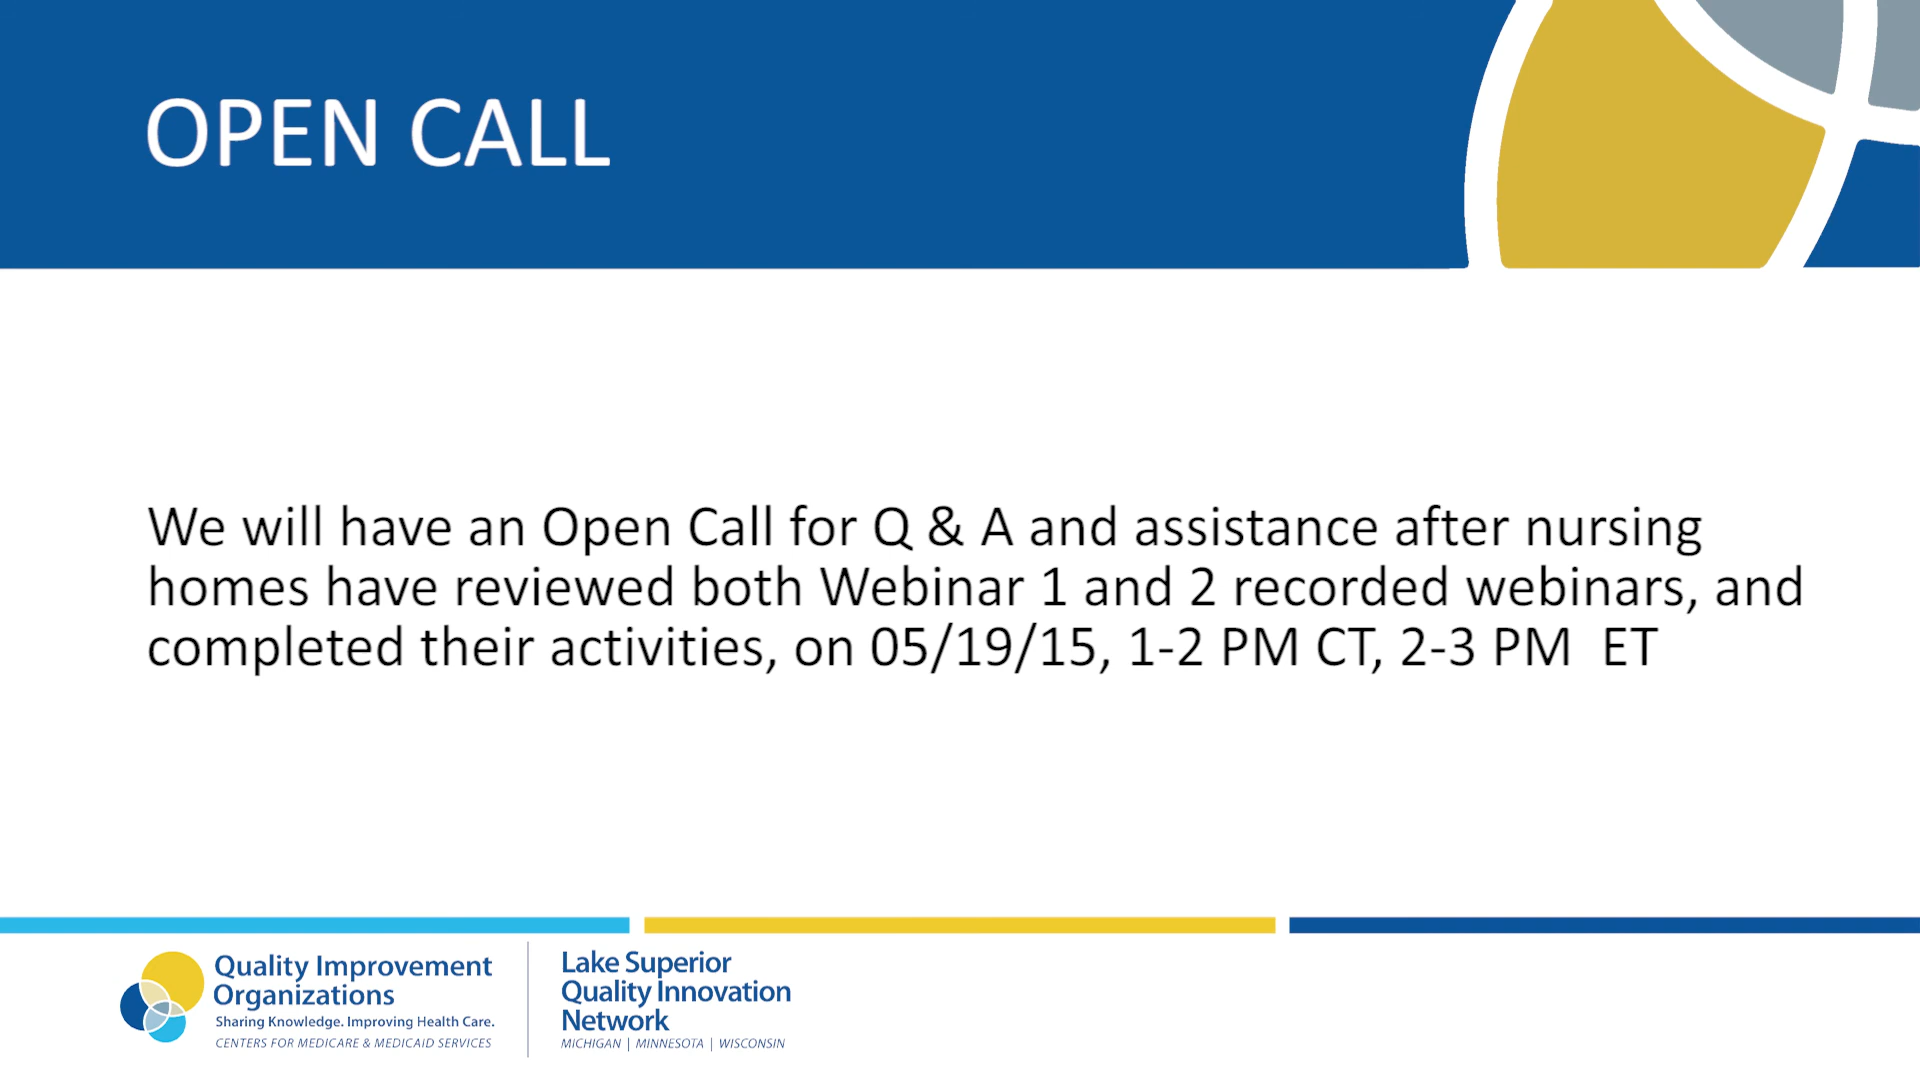 OPEN CALL
We will have an Open Call for Q & A and assistance after nursing
homes have reviewed both Webinar 1 and 2 recorded webinars, and
completed their activities, on 05/19/15, 1-2 PM CT, 2-3 PM  ET
Quality Improvement
Organizations
Sharing Knowledge. Improving Health Care.
CENTERS FOR MEDICARE & MEDICAID SERVICES
Lake Superior
Quality Innovation
Network
MICHIGAN | MINNESOTA | WISCONSIN